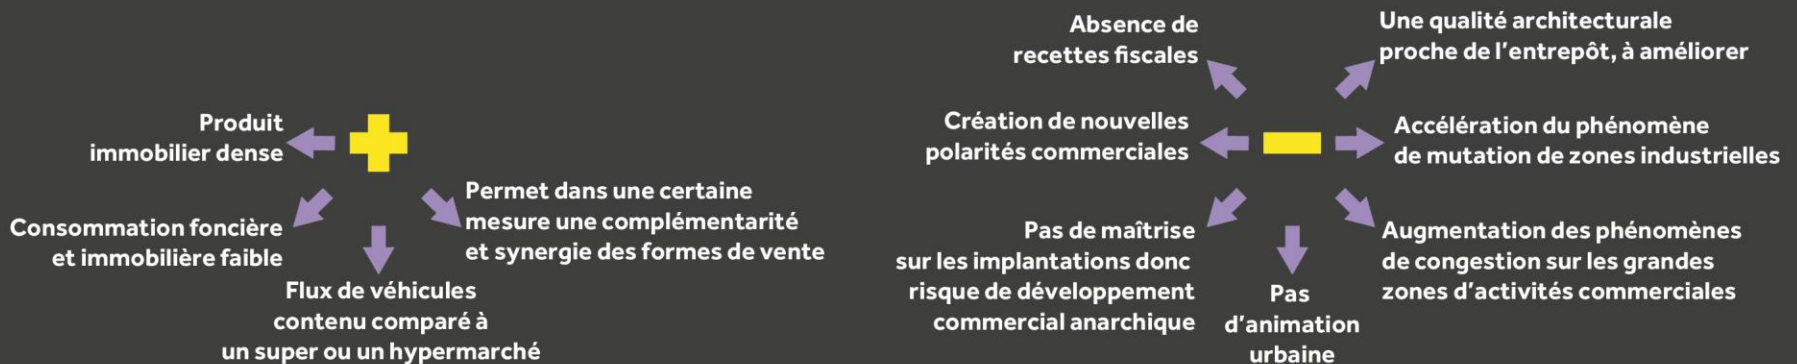 Produit
immobilier dense
Consommation foncière
et immobilière faible
Flux de véhicules
contenu comparé à
un super ou un hypermarché
Permet dans une certaine
mesure une complémentarité
et synergie des formes de vente
Absence de
recettes fiscales
Création de nouvelles
polarités commerciales
Pas de maîtrise
sur les implantations donc
risque de développement
commercial anarchique
Pas
d'animation
urbaine
Une qualité architecturale
proche de l'entrepôt, à améliorer
Accélération du phénomène
de mutation de zones industrielles
Augmentation des phénomènes
de congestion sur les grandes
zones d'activités commerciales